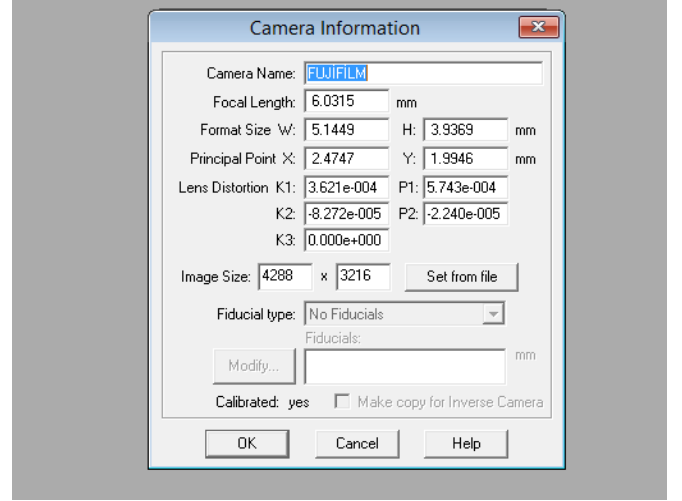 Camera Information
Camera Name: FUJIFILM
Focal Length: 6.0315 mm
Format Size W: 5.1449 H: 3.9369 mm
Principal Point X: 2.4747 Y: 1.9946 mm
Lens Distortion K1: 3.621e-004 P1: 5.743e-004
K2: -8.272e-005 P2: -2.240e-005
K3: 0.000e+000
Image Size: 4288 x 3216 Set from file
Fiducial type: No Fiducials
Fiducials:
Modify... mm
Calibrated: yes Make copy for Inverse Camera
OK Cancel Help